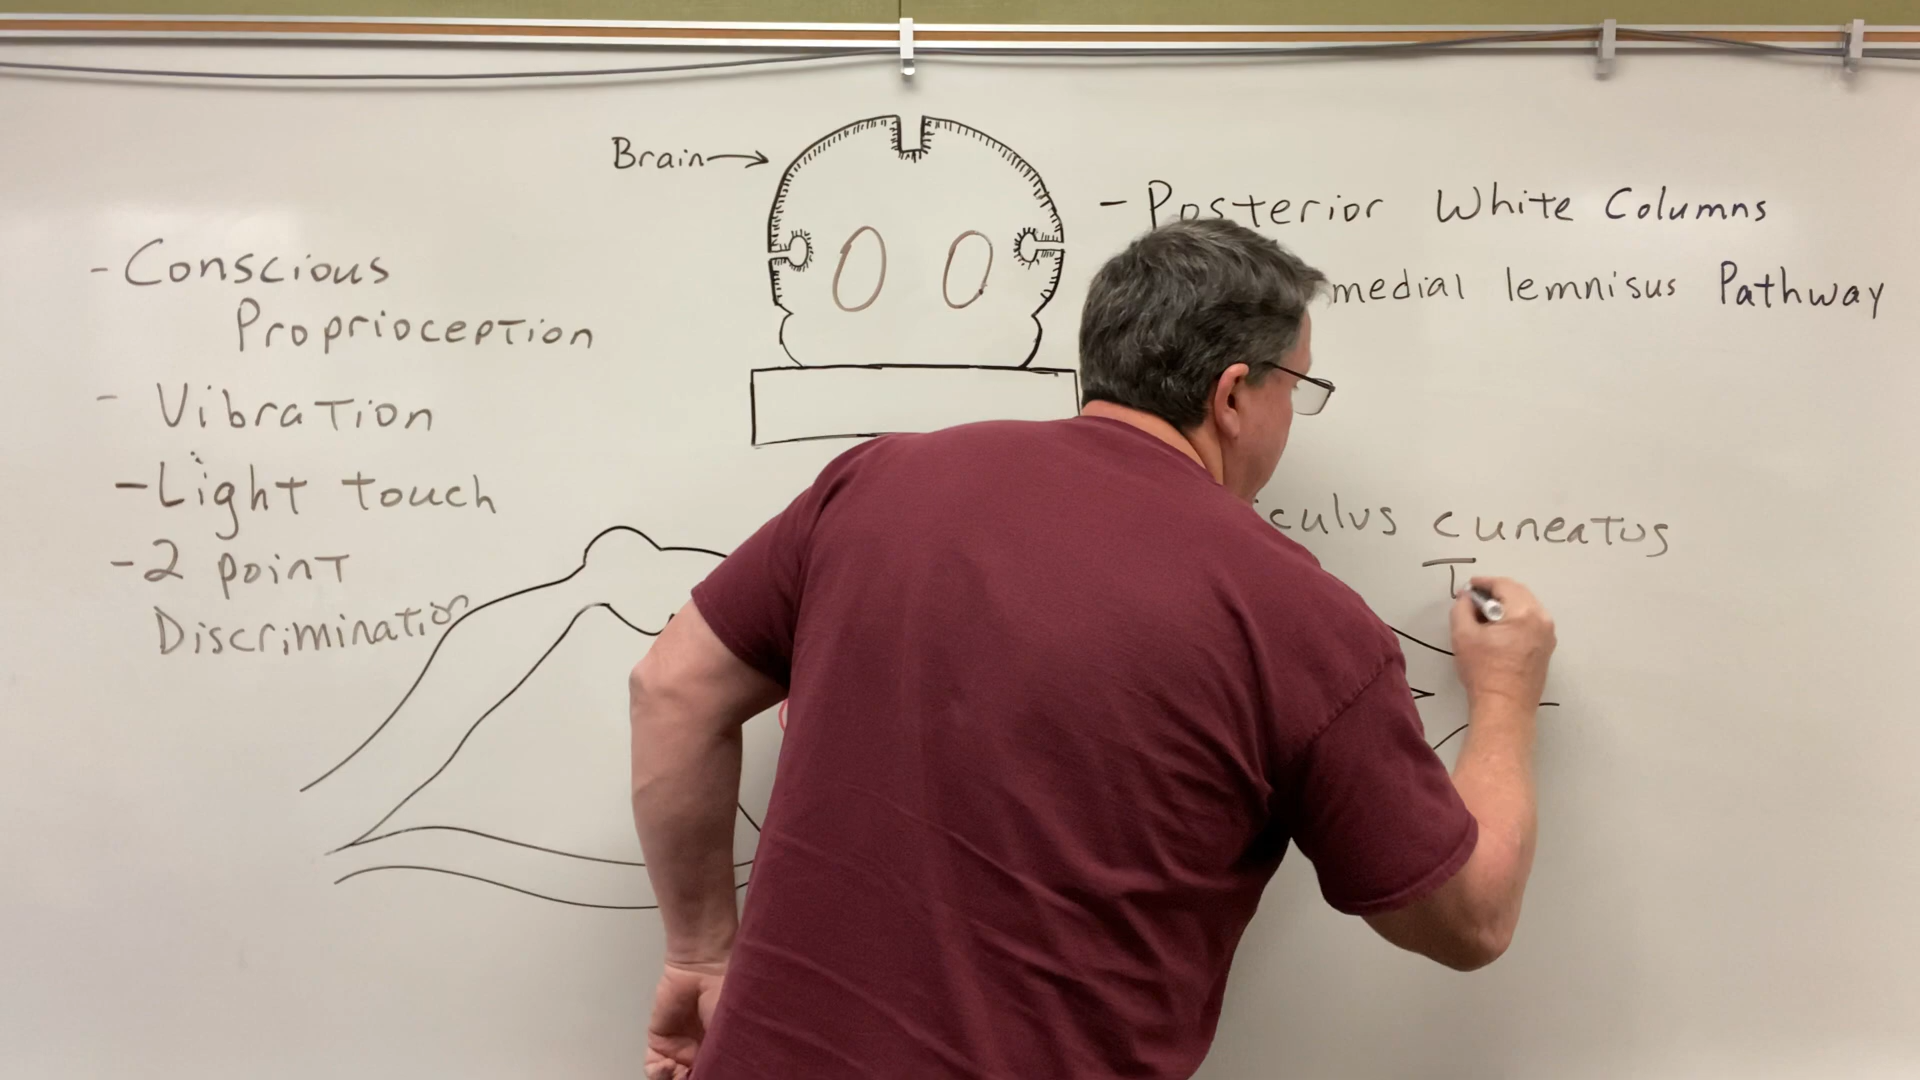 Brain
- Posterior White Columns
medial lemnisus Pathway
- Conscious
Proprioception
- Vibration
- Light touch
- 2 point
Discrimination
culus cuneatus
T